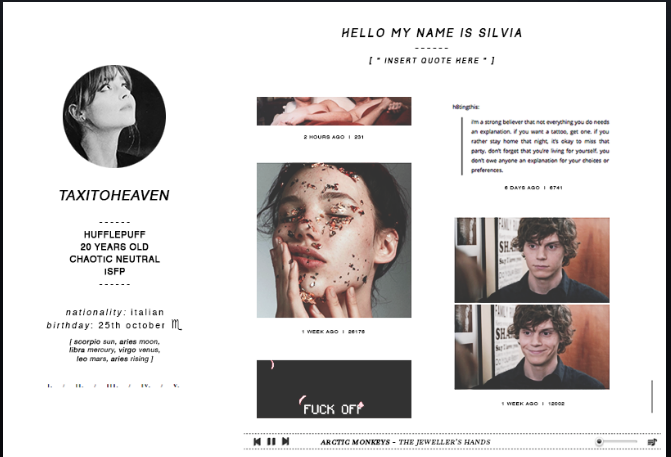 HELLO MY NAME IS SILVIA
------
[ " INSERT QUOTE HERE " ]
TAXITOHEAVEN
------
HUFFLEPUFF
20 YEARS OLD
CHAOTIC NEUTRAL
ISFP
------
nationality: italian
birthday: 25th october ♏
[ scorpio sun, aries moon,
libra mercury, virgo venus,
leo mars, aries rising ]
I. / II. / III. / IV. / V.
2 HOURS AGO | 231
1 WEEK AGO | 26176
FUCK OFF
h8tingthis:
i'm a strong believer that not everything you do needs
an explanation. if you want a tattoo, get one. if you
rather stay home that night, it's okay to miss that
party. don't forget that you're living for yourself. you
don't owe anyone an explanation for your choices or
preferences.
6 DAYS AGO | 6741
1 WEEK AGO | 12002
ARCTIC MONKEYS - THE JEWELLER'S HANDS